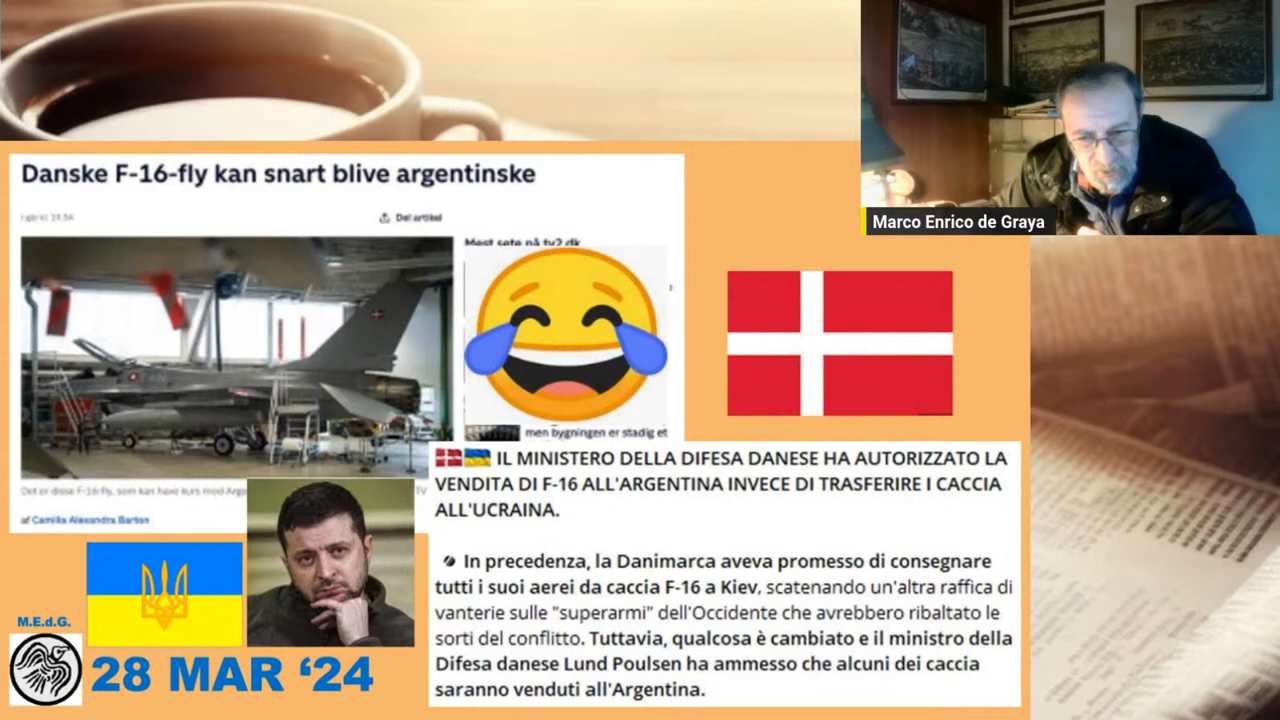 Danske F-16-fly kan snart blive argentinske
I går kl. 19:54
Del artikel
Mest sete på tv2.dk
men bygningen er stadig et
Det er disse F-16-fly, som kan have kurs mod
TV
af Camilla Alexandra Barton
Marco Enrico de Graya
IL MINISTERO DELLA DIFESA DANESE HA AUTORIZZATO LA
VENDITA DI F-16 ALL'ARGENTINA INVECE DI TRASFERIRE I CACCIA
ALL'UCRAINA.
In precedenza, la Danimarca aveva promesso di consegnare
tutti i suoi aerei da caccia F-16 a Kiev, scatenando un'altra raffica di
vanterie sulle "superarmi" dell'Occidente che avrebbero ribaltato le
sorti del conflitto. Tuttavia, qualcosa è cambiato e il ministro della
Difesa danese Lund Poulsen ha ammesso che alcuni dei caccia
saranno venduti all'Argentina.
M.E.d.G.
28 MAR ‘24